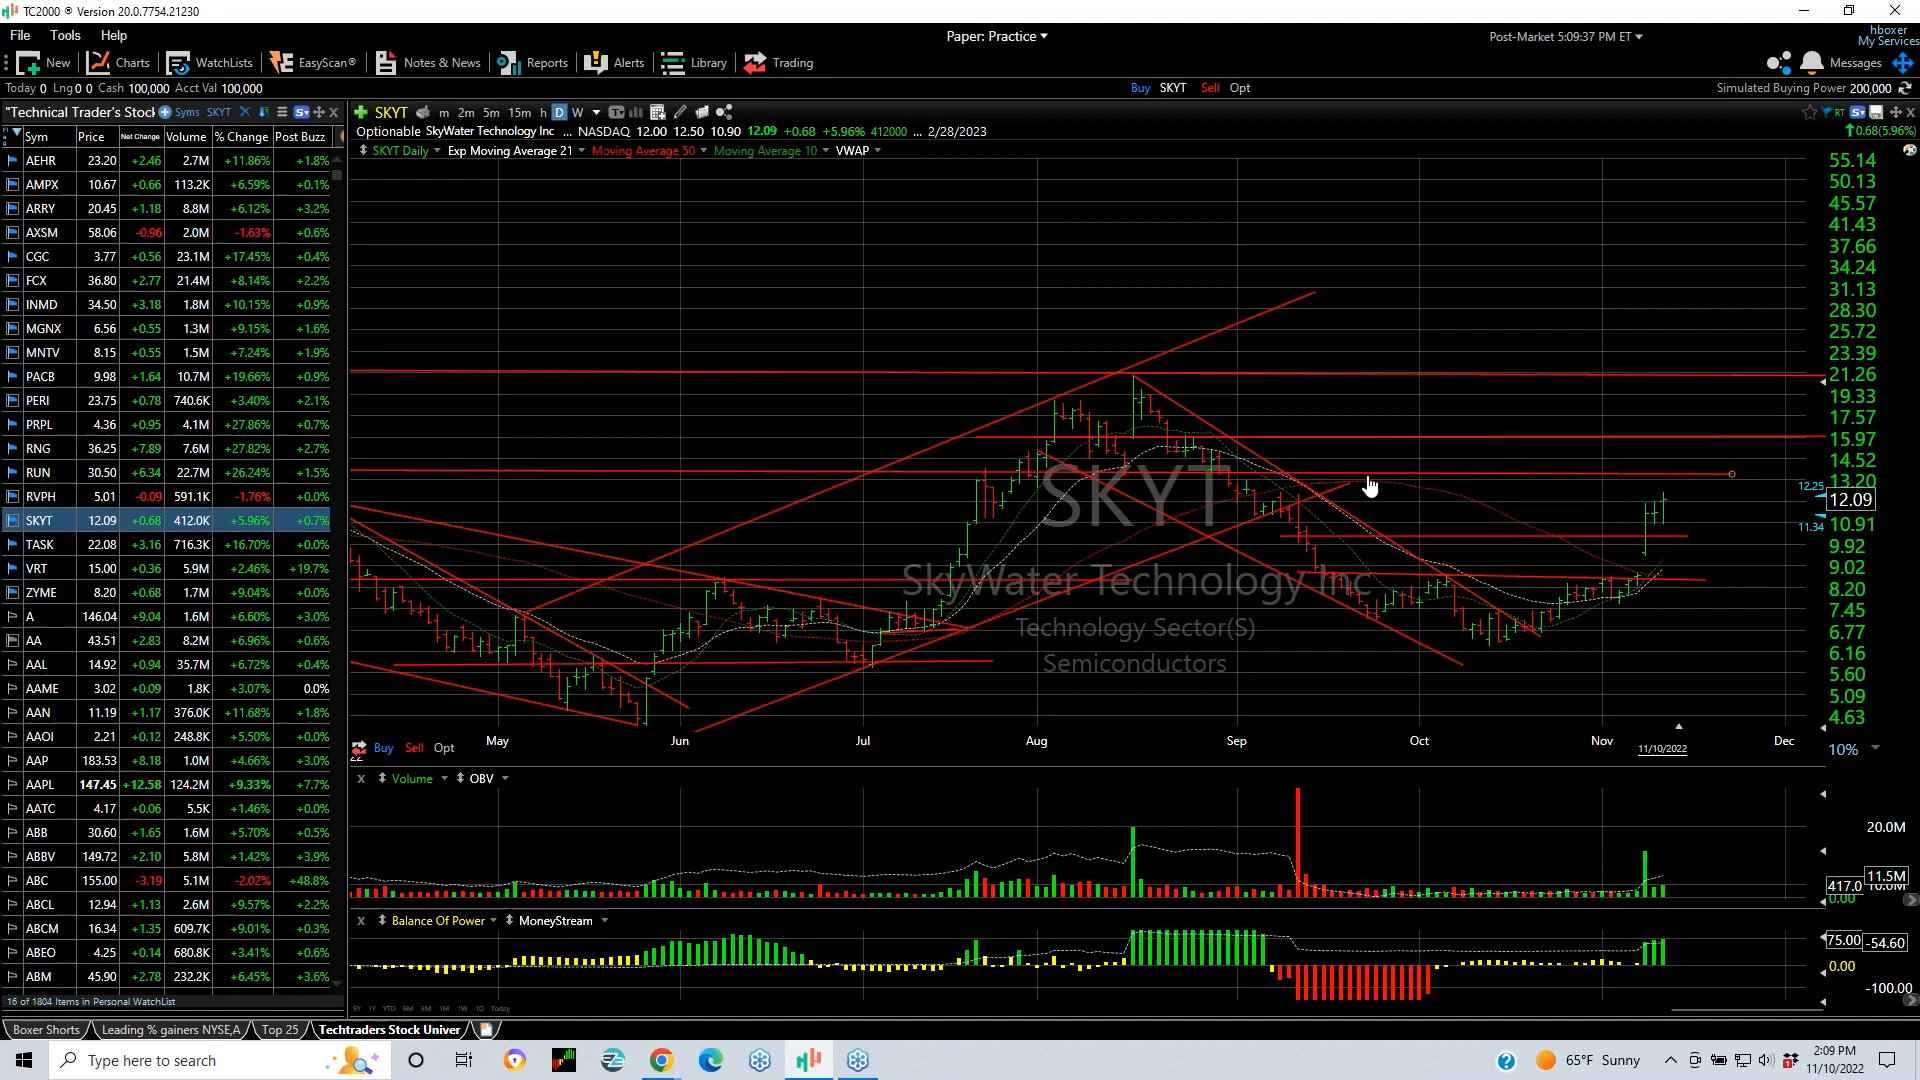 TC2000 ® Version 20.0.7754.21230
hboxer
File Tools Help Paper: Practice Post-Market 5:09:37 PM ET My Services
New Charts WatchLists EasyScan® Notes & News Reports Alerts Library Trading Messages
Today 0 Lng 0 0 Cash 100,000 Acct Val 100,000 Buy SKYT Sell Opt Simulated Buying Power 200,000
"Technical Trader's Stock Syms SKYT SKYT m 2m 5m 15m h D W RT
Sym Price Net Change Volume % Change Post Buzz
Optionable SkyWater Technology Inc ... NASDAQ 12.00 12.50 10.90 12.09 +0.68 +5.96% 412000 ... 2/28/2023 0.68(5.96%)
SKYT Daily Exp Moving Average 21 Moving Average 50 Moving Average 10 VWAP
AEHR 23.20 +2.46 2.7M +11.86% +1.8%
AMPX 10.67 +0.66 113.2K +6.59% +0.1%
ARRY 20.45 +1.18 8.8M +6.12% +3.2%
AXSM 58.06 -0.96 2.0M -1.63% +0.6%
CGC 3.77 +0.56 23.1M +17.45% +0.4%
FCX 36.80 +2.77 21.4M +8.14% +2.2%
INMD 34.50 +3.18 1.8M +10.15% +0.9%
MGNX 6.56 +0.55 1.3M +9.15% +1.6%
MNTV 8.15 +0.55 1.5M +7.24% +1.9%
PACB 9.98 +1.64 10.7M +19.66% +0.9%
PERI 23.75 +0.78 740.6K +3.40% +2.1%
PRPL 4.36 +0.95 4.1M +27.86% +0.7%
RNG 36.25 +7.89 7.6M +27.82% +2.7%
RUN 30.50 +6.34 22.7M +26.24% +1.5%
RVPH 5.01 -0.09 591.1K -1.76% +0.0%
SKYT 12.09 +0.68 412.0K +5.96% +0.7%
TASK 22.08 +3.16 716.3K +16.70% +0.0%
VRT 15.00 +0.36 5.9M +2.46% +19.7%
ZYME 8.20 +0.68 1.7M +9.04% +0.0%
A 146.04 +9.04 1.6M +6.60% +3.0%
AA 43.51 +2.83 8.2M +6.96% +0.6%
AAL 14.92 +0.94 35.7M +6.72% +0.4%
AAME 3.02 +0.09 1.8K +3.07% 0.0%
AAN 11.19 +1.17 376.0K +11.68% +1.8%
AAOI 2.21 +0.12 248.8K +5.50% +0.0%
AAP 183.53 +8.18 1.0M +4.66% +3.0%
AAPL 147.45 +12.58 124.2M +9.33% +7.7%
AATC 4.17 +0.06 5.5K +1.46% +0.0%
ABB 30.60 +1.65 1.6M +5.70% +0.5%
ABBV 149.72 +2.10 5.8M +1.42% +3.9%
ABC 155.00 -3.19 5.1M -2.02% +48.8%
ABCL 12.94 +1.13 2.6M +9.57% +2.2%
ABCM 16.34 +1.35 609.7K +9.01% +0.3%
ABEO 4.25 +0.14 680.8K +3.41% +0.6%
ABM 45.90 +2.78 232.2K +6.45% +3.6%
16 of 1804 Items in Personal WatchList
SKYT
SkyWater Technology Inc
Technology Sector(S)
Semiconductors
55.14
50.13
45.57
41.43
37.66
34.24
31.13
28.30
25.72
23.39
21.26
19.33
17.57
15.97
14.52
13.20
12.25
12.09
11.34
10.91
9.92
9.02
8.20
7.45
6.77
6.16
5.60
5.09
4.63
10%
May Jun Jul Aug Sep Oct Nov 11/10/2022 Dec
Buy Sell Opt
22
x Volume OBV
20.0M
11.5M
417.0
10.0M
0.00
x Balance Of Power MoneyStream
75.00 -54.60
0.00
-100.00
5Y 1Y YTD 6M 3M 1M 1W 1D Today
Boxer Shorts Leading % gainers NYSE,A Top 25 Techtraders Stock Univer
Type here to search 65°F Sunny 2:09 PM
11/10/2022